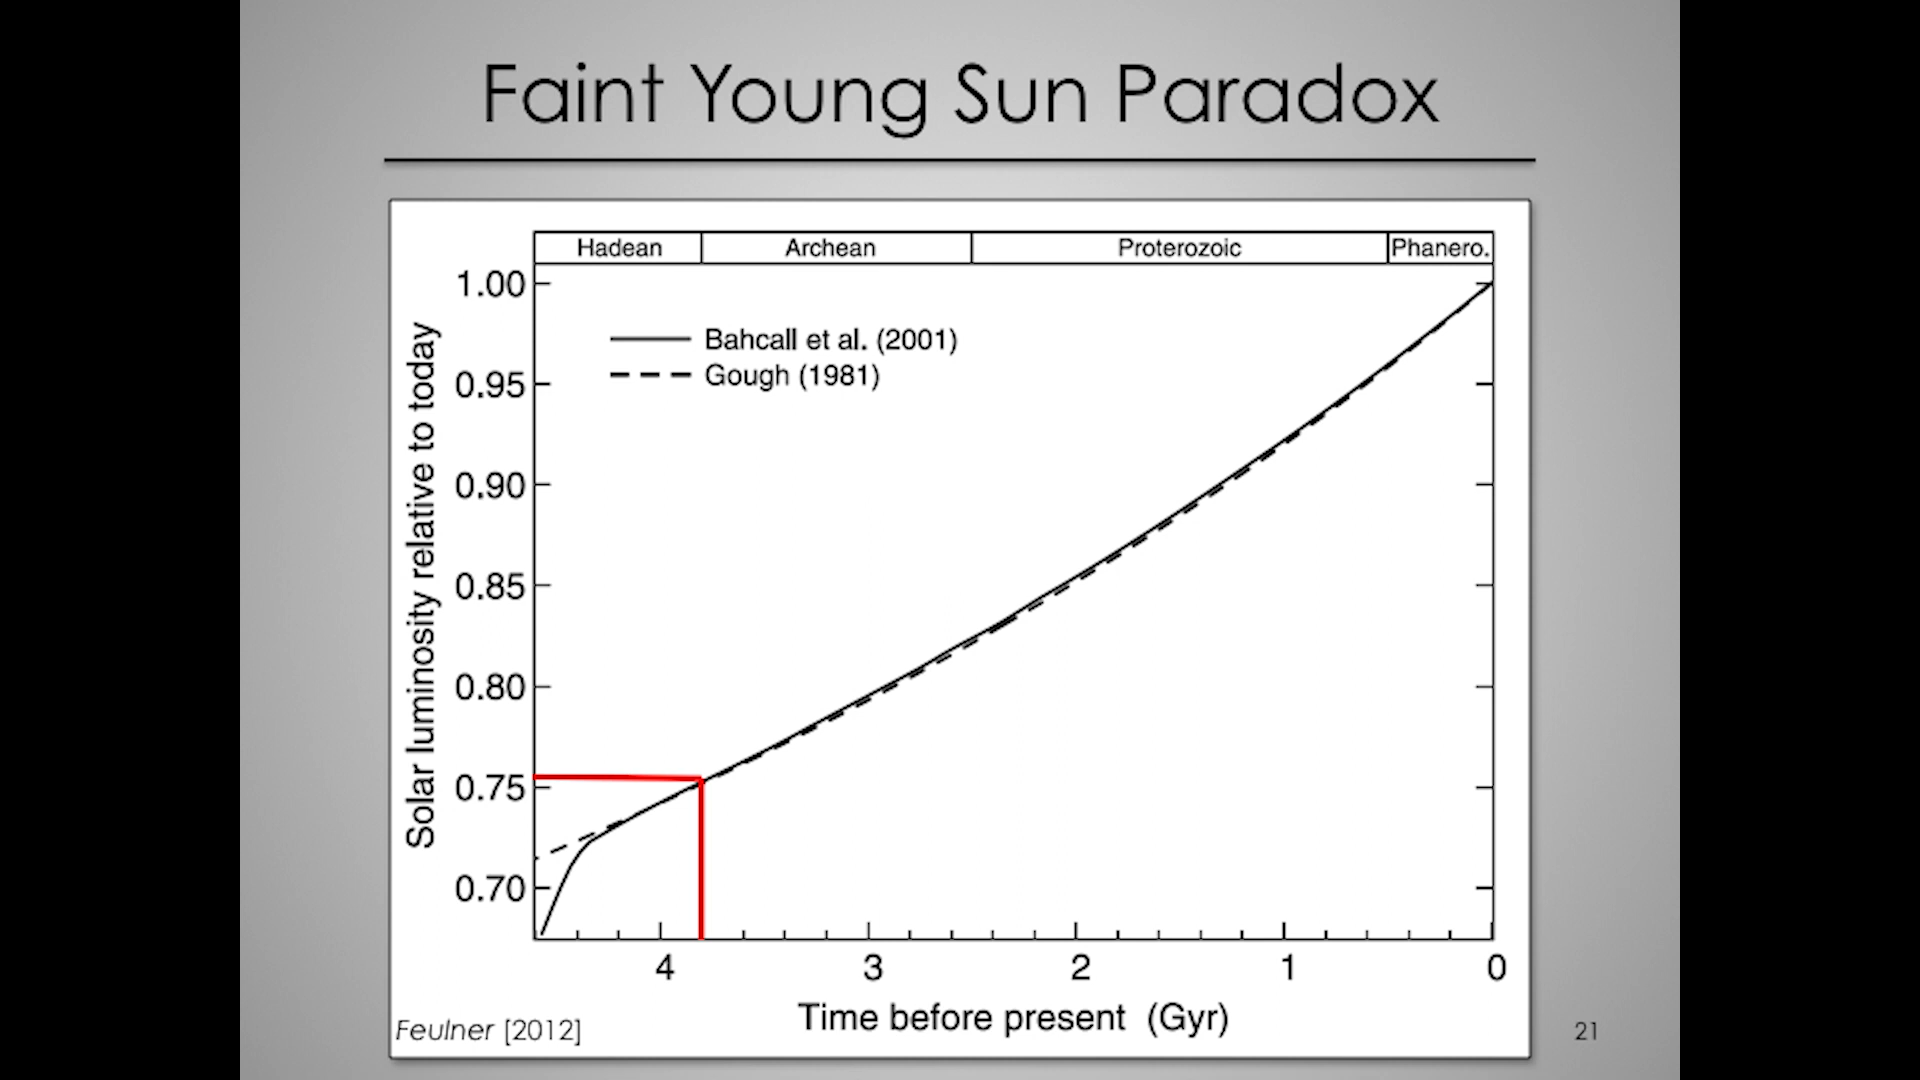 Faint Young Sun Paradox
Hadean Archean Proterozoic Phanero.
1.00
Bahcall et al. (2001)
Gough (1981)
0.95
0.90
0.85
0.80
0.75
0.70
Solar luminosity relative to today
4 3 2 1 0
Time before present (Gyr)
Feulner [2012]
21